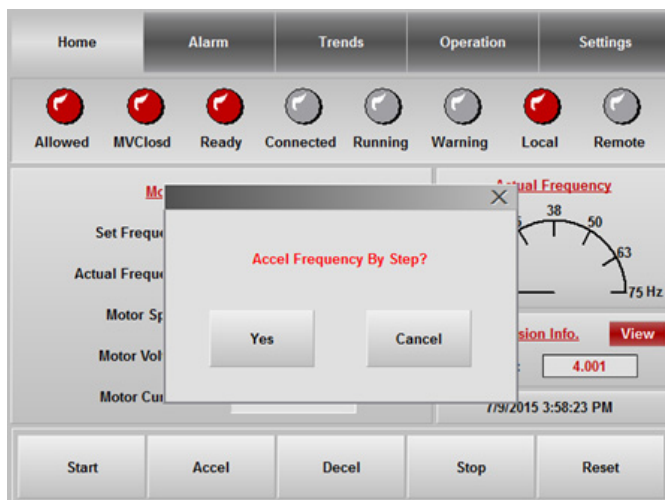 Home Alarm Trends Operation Settings
Allowed MVClosd Ready Connected Running Warning Local Remote
Actual Frequency
38 50
63
75 Hz
Set Frequ
Accel Frequency By Step?
Actual Freque
Motor Sp
Yes Cancel
sion Info. View
Motor Vol
: 4.001
Motor Cur
7/9/2015 3:58:23 PM
Start Accel Decel Stop Reset